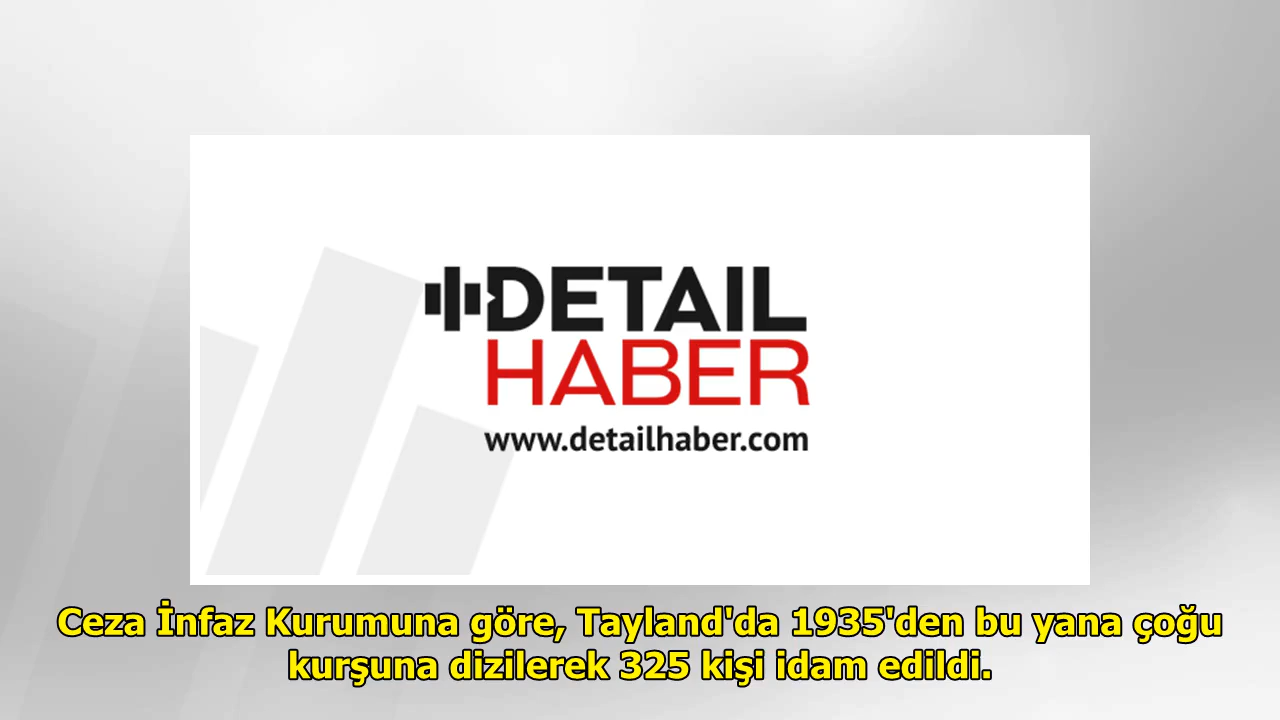 DETAIL
HABER
www.detailhaber.com
Ceza İnfaz Kurumuna göre, Tayland'da 1935'den bu yana çoğu
kurşuna dizilerek 325 kişi idam edildi.